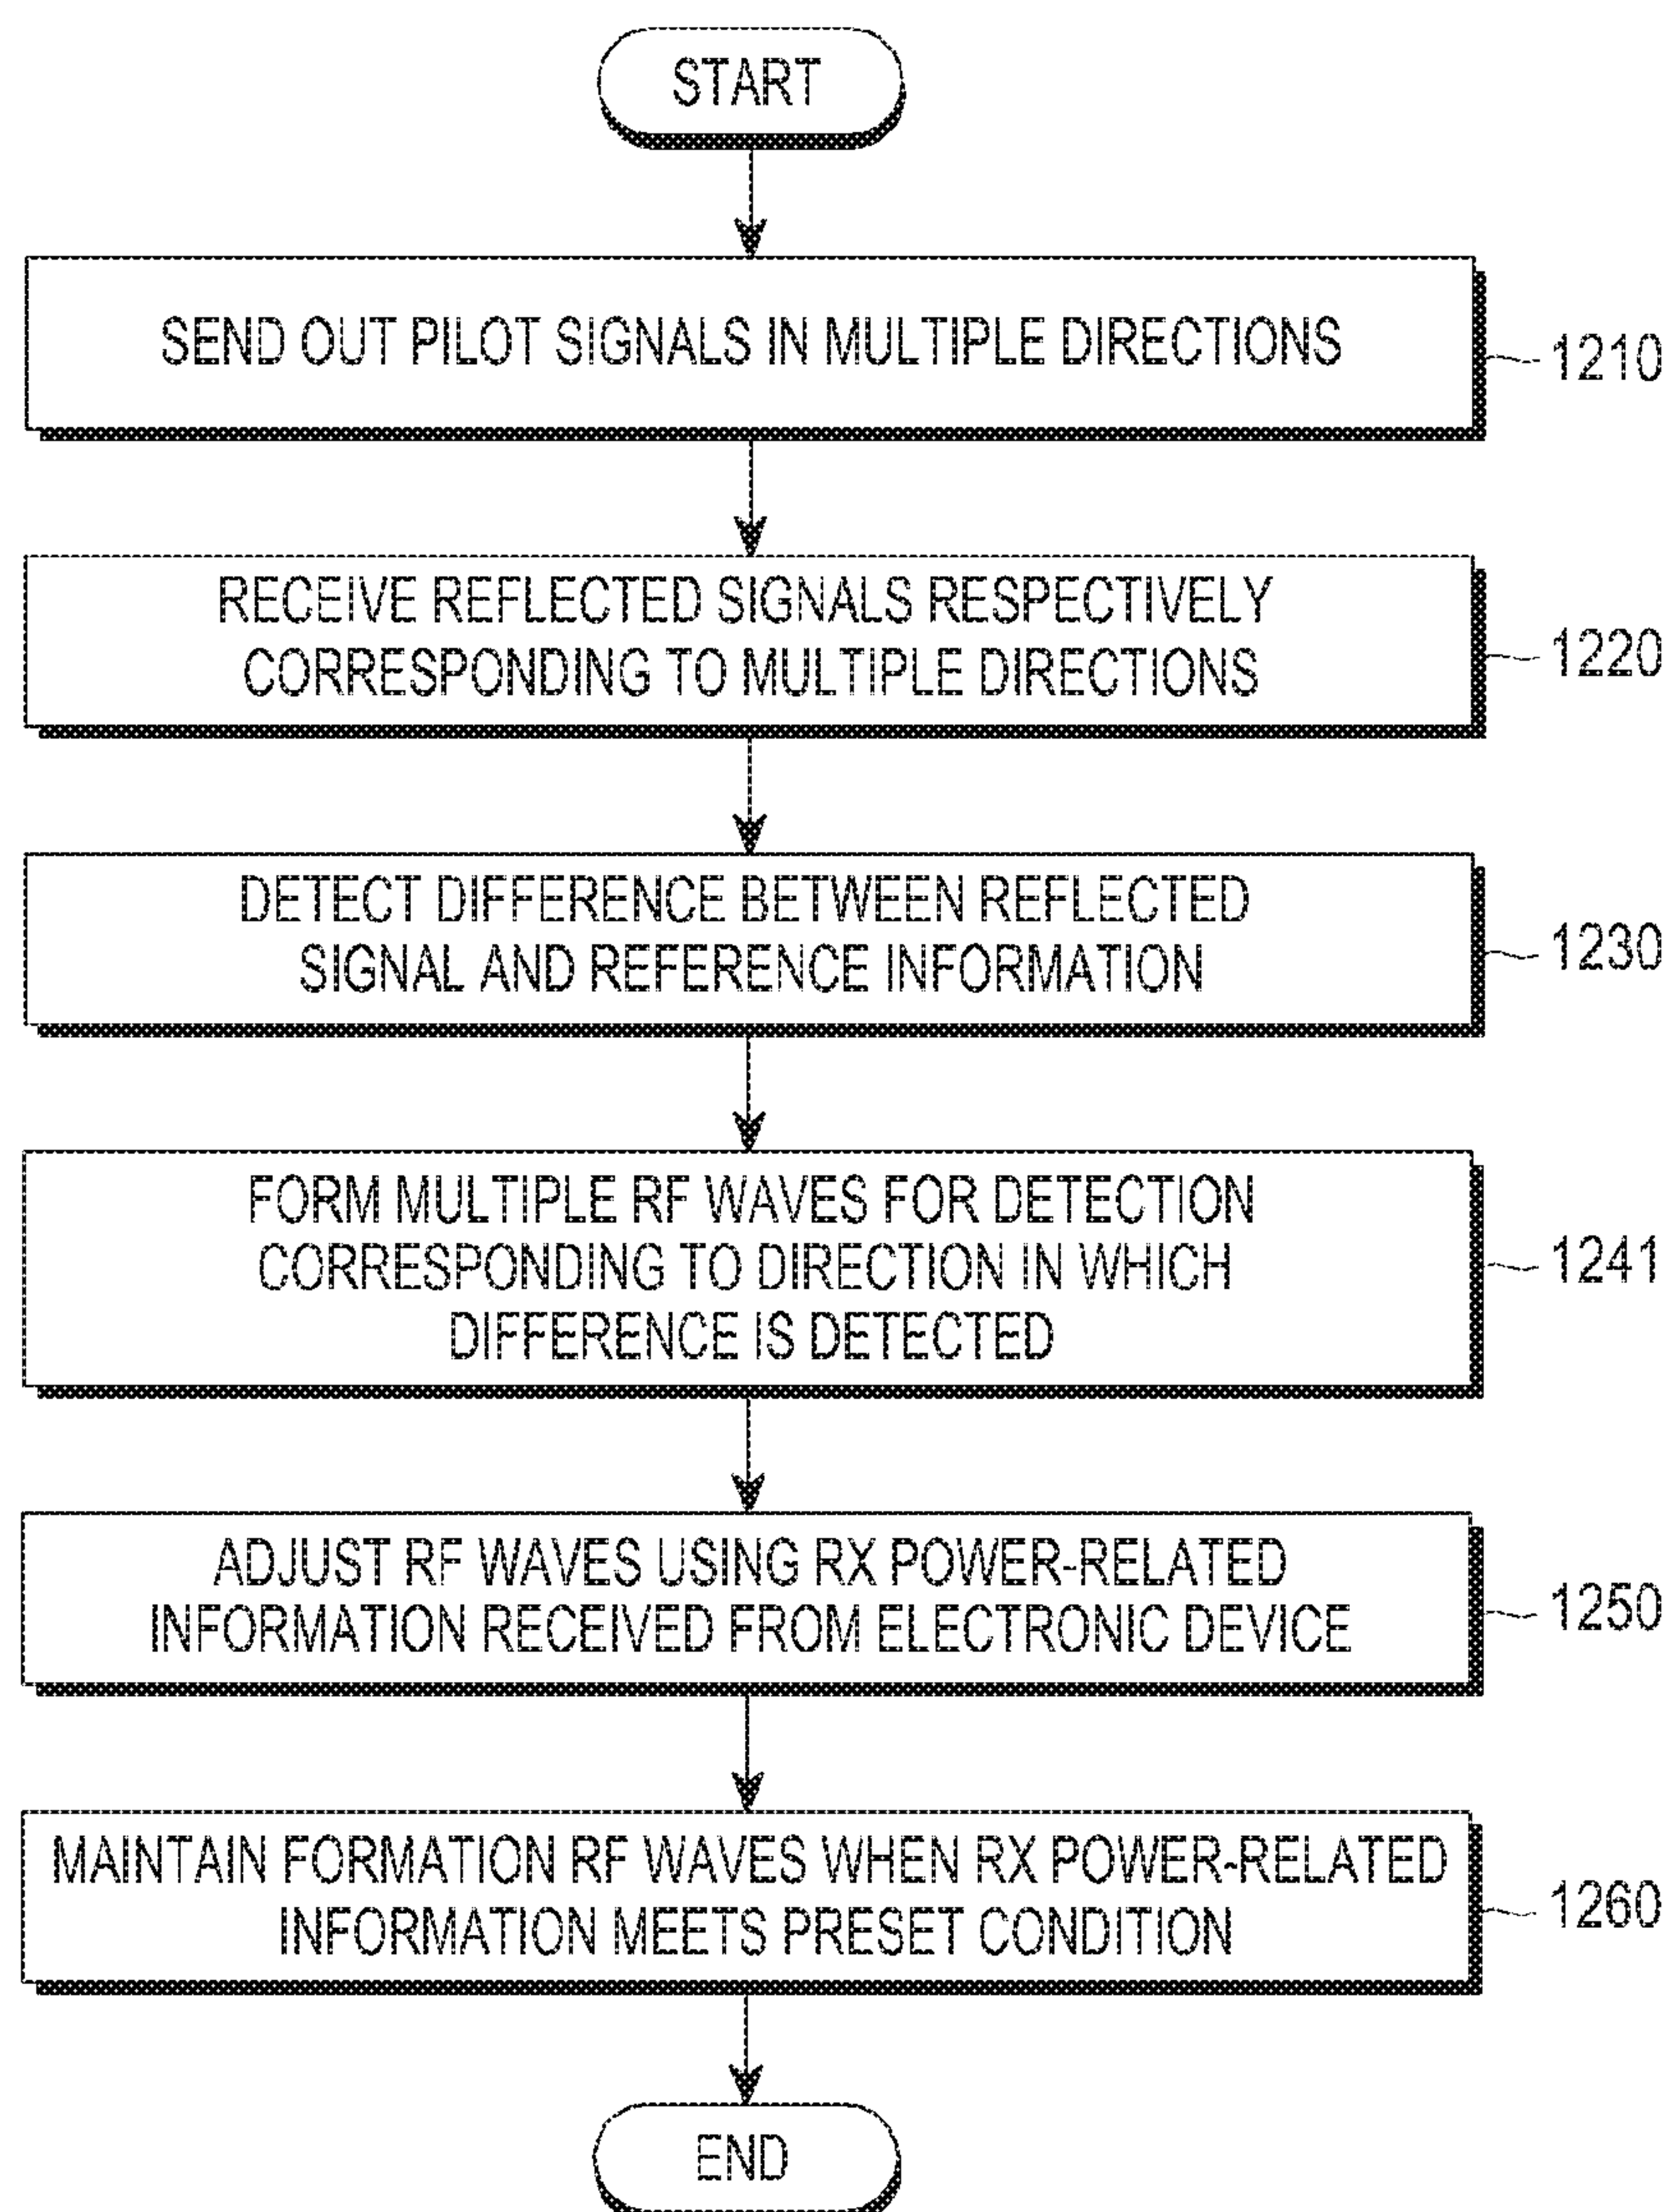 START
SEND OUT PILOT SIGNALS IN MULTIPLE DIRECTIONS
1210
RECEIVE REFLECTED SIGNALS RESPECTIVELY
CORRESPONDING TO MULTIPLE DIRECTIONS
1220
DETECT DIFFERENCE BETWEEN REFLECTED
SIGNAL AND REFERENCE INFORMATION
1230
FORM MULTIPLE RF WAVES FOR DETECTION
CORRESPONDING TO DIRECTION IN WHICH
DIFFERENCE IS DETECTED
1241
ADJUST RF WAVES USING RX POWER-RELATED
INFORMATION RECEIVED FROM ELECTRONIC DEVICE
1250
MAINTAIN FORMATION RF WAVES WHEN RX POWER-RELATED
INFORMATION MEETS PRESET CONDITION
1260
END